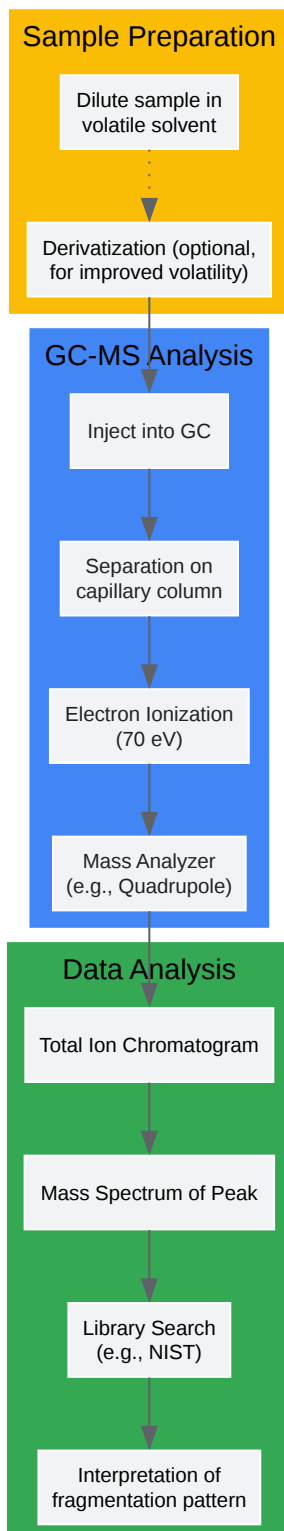 Sample Preparation
Dilute sample in
volatile solvent
Derivatization (optional,
for improved volatility)
GC-MS Analysis
Inject into GC
Separation on
capillary column
Electron Ionization
(70 eV)
Mass Analyzer
(e.g., Quadrupole)
Data Analysis
Total Ion Chromatogram
Mass Spectrum of Peak
Library Search
(e.g., NIST)
Interpretation of
fragmentation pattern